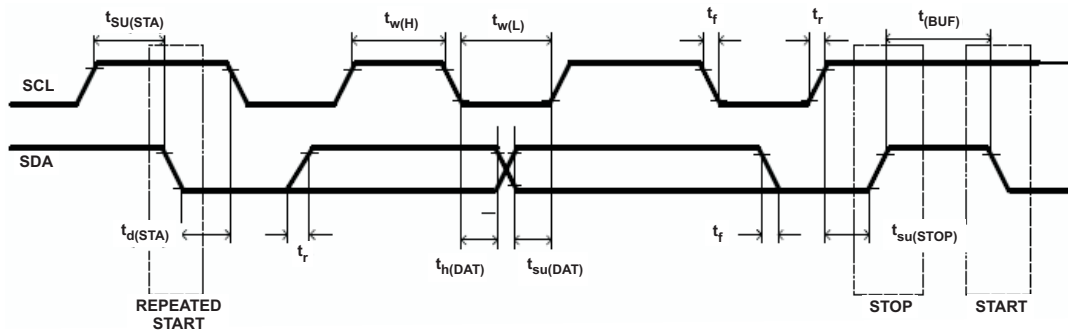 tSU(STA)
tw(H)
tw(L)
tf
tr
t(BUF)
SCL
SDA
td(STA)
tr
th(DAT)
tsu(DAT)
tf
tsu(STOP)
REPEATED
START
STOP
START